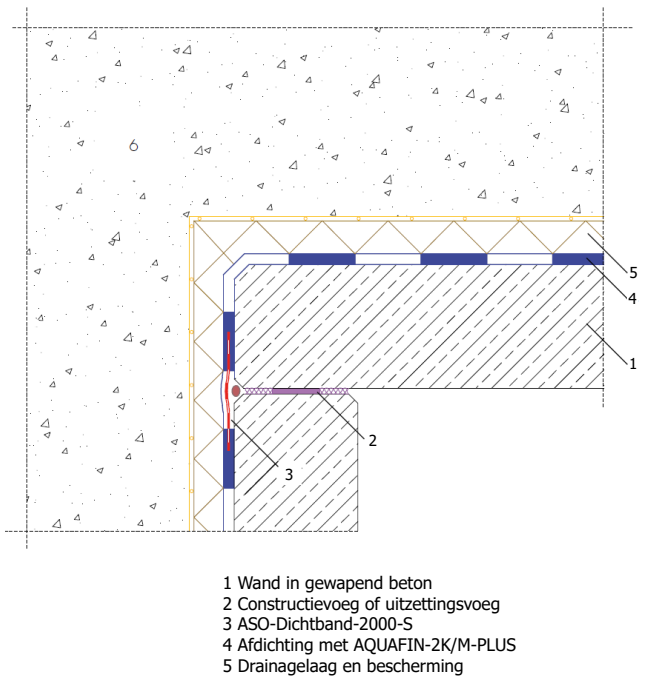 6
5
4
1
2
3
1 Wand in gewapend beton
2 Constructievoeg of uitzettingsvoeg
3 ASO-Dichtband-2000-S
4 Afdichting met AQUAFIN-2K/M-PLUS
5 Drainagelaag en bescherming